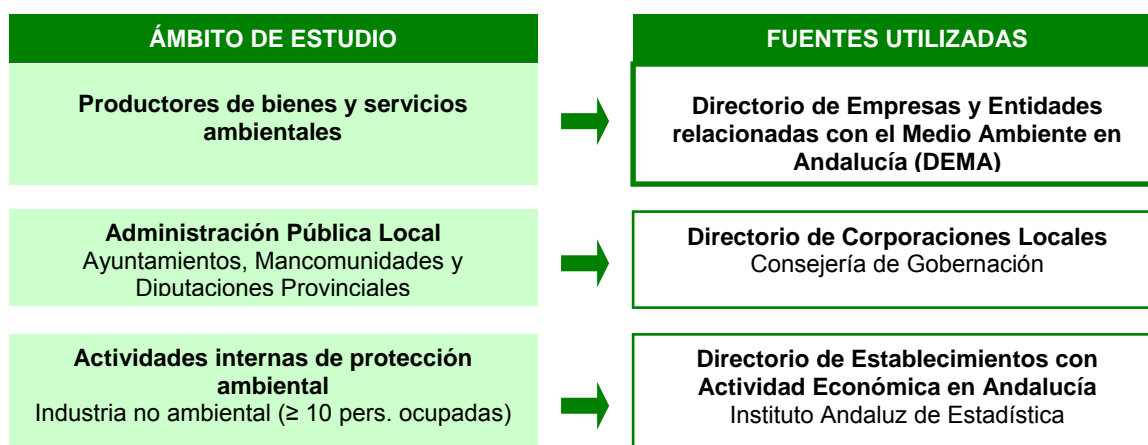 ÁMBITO DE ESTUDIO
FUENTES UTILIZADAS
Productores de bienes y servicios
ambientales
Directorio de Empresas y Entidades
relacionadas con el Medio Ambiente en
Andalucía (DEMA)
Administración Pública Local
Ayuntamientos, Mancomunidades y
Diputaciones Provinciales
Directorio de Corporaciones Locales
Consejería de Gobernación
Actividades internas de protección
ambiental
Industria no ambiental (≥ 10 pers. ocupadas)
Directorio de Establecimientos con
Actividad Económica en Andalucía
Instituto Andaluz de Estadística